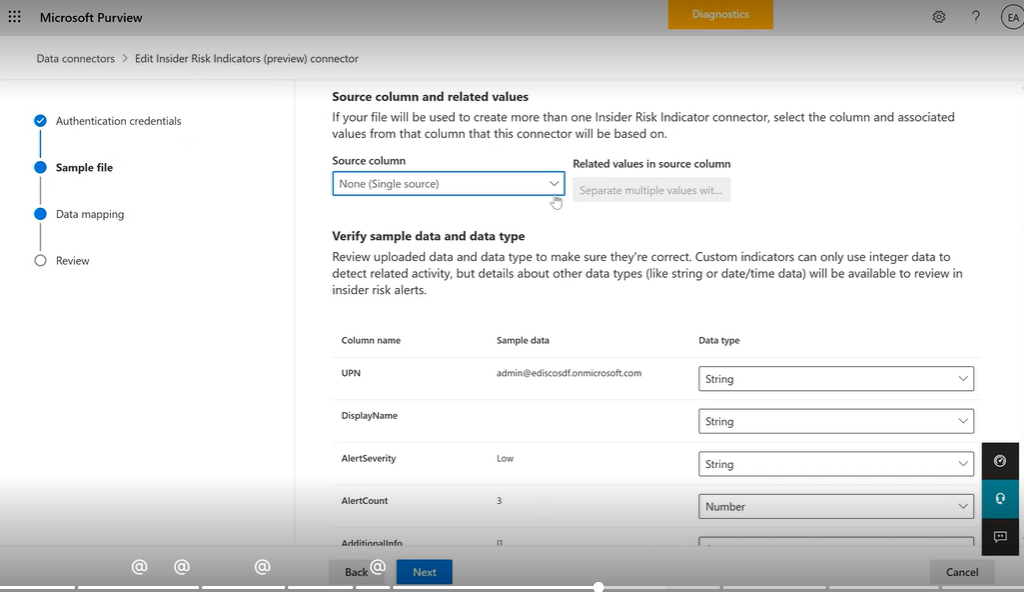 Microsoft Purview
Diagnostics
?
EA
Data connectors > Edit Insider Risk Indicators (preview) connector
Authentication credentials
Sample file
Data mapping
Review
Source column and related values
If your file will be used to create more than one Insider Risk Indicator connector, select the column and associated
values from that column that this connector will be based on.
Source column
Related values in source column
None (Single source)
Separate multiple values wit...
Verify sample data and data type
Review uploaded data and data type to make sure they're correct. Custom indicators can only use integer data to
detect related activity, but details about other data types (like string or date/time data) will be available to review in
insider risk alerts.
Column name Sample data Data type
UPN admin@ediscosdf.onmicrosoft.com String
DisplayName String
AlertSeverity Low String
AlertCount 3 Number
AdditionalInfo []
@ @ @ @
Back Next Cancel